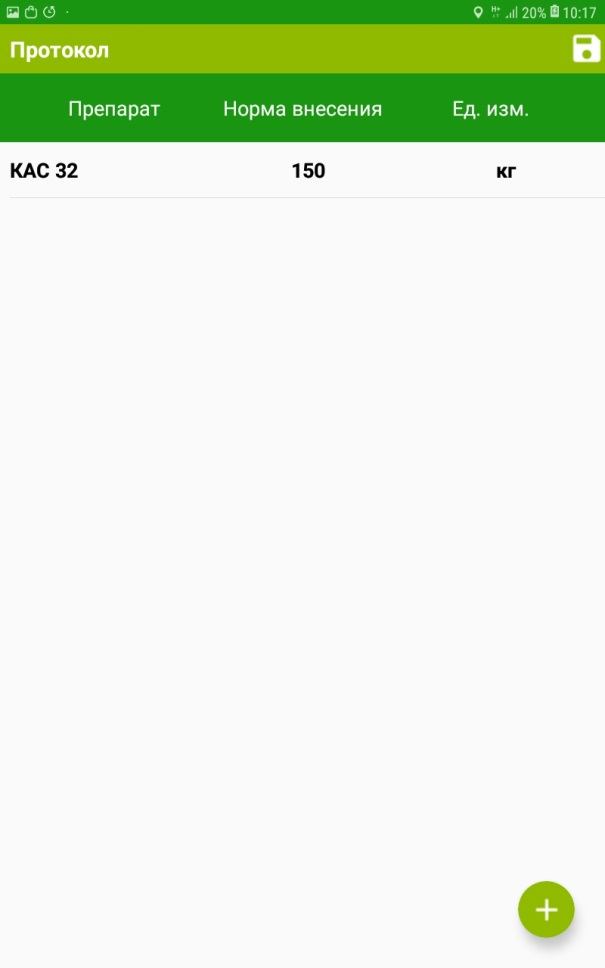 20% 10:17
Протокол
Препарат Норма внесения Ед. изм.
КАС 32 150 кг